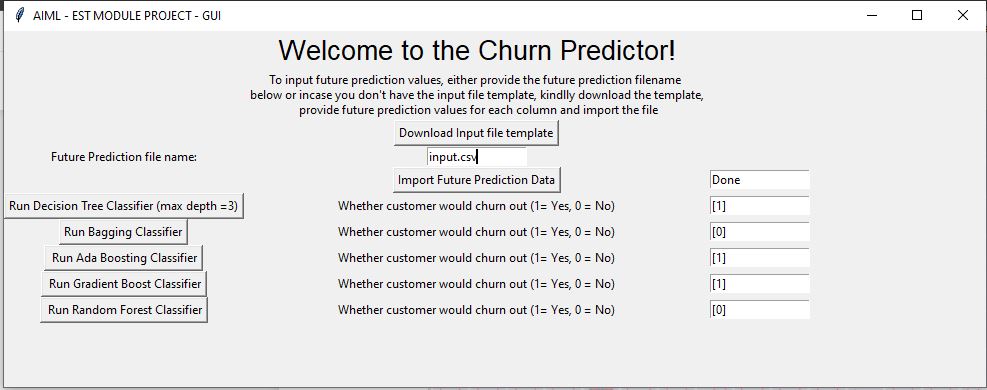 AIML - EST MODULE PROJECT - GUI
Welcome to the Churn Predictor!
To input future prediction values, either provide the future prediction filename
below or incase you don't have the input file template, kindlly download the template,
provide future prediction values for each column and import the file
Download Input file template
Future Prediction file name: input.csv
Import Future Prediction Data Done
Run Decision Tree Classifier (max depth =3) Whether customer would churn out (1= Yes, 0 = No) [1]
Run Bagging Classifier Whether customer would churn out (1= Yes, 0 = No) [0]
Run Ada Boosting Classifier Whether customer would churn out (1= Yes, 0 = No) [1]
Run Gradient Boost Classifier Whether customer would churn out (1= Yes, 0 = No) [1]
Run Random Forest Classifier Whether customer would churn out (1= Yes, 0 = No) [0]